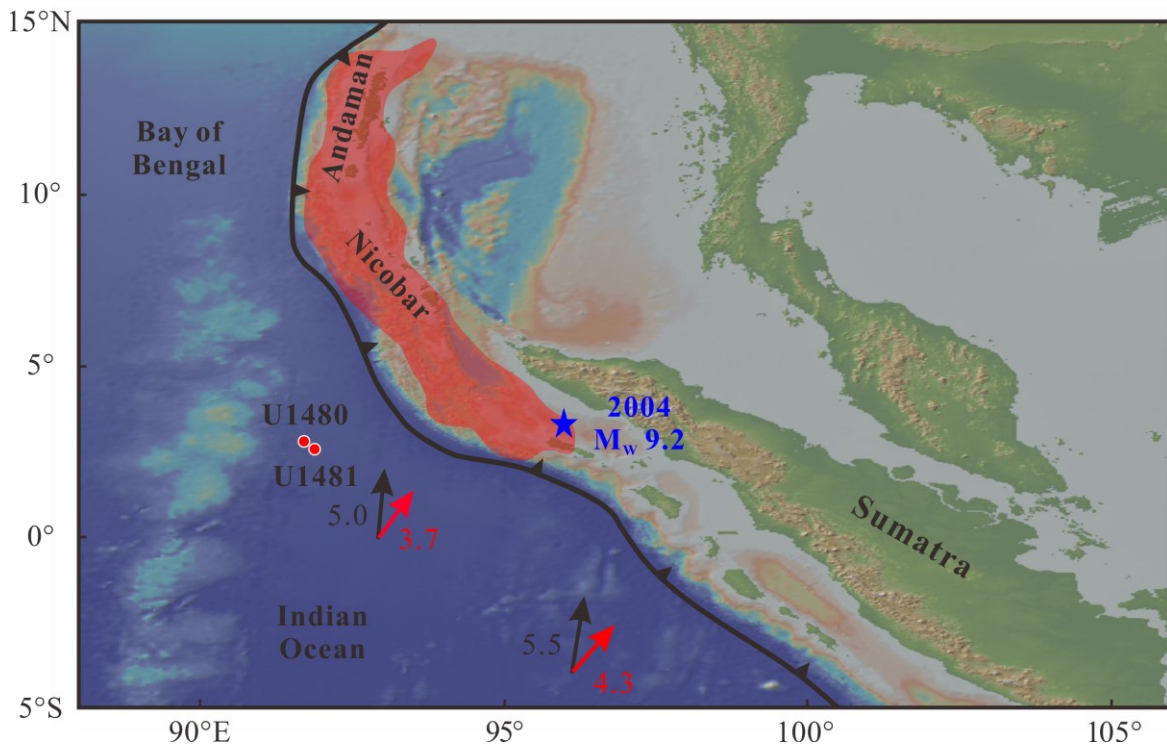 15°N
Andaman
Bay of
Bengal
10°
Nicobar
5°
U1480
2004
Mw 9.2
U1481
5.0
3.7
Sumatra
0°
Indian
Ocean
5.5
4.3
5°S
90°E
95°
100°
105°